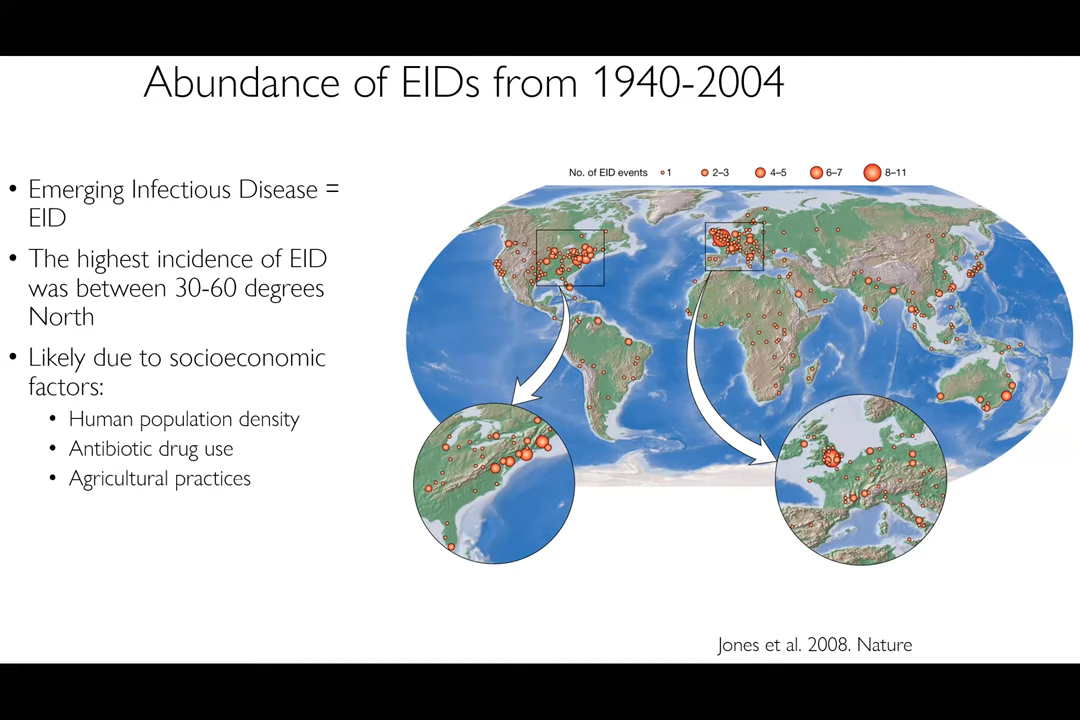 Abundance of EIDs from 1940-2004
• Emerging Infectious Disease =
EID
• The highest incidence of EID
was between 30-60 degrees
North
• Likely due to socioeconomic
factors:
• Human population density
• Antibiotic drug use
• Agricultural practices
No. of EID events 1 2–3 4–5 6–7 8–11
Jones et al. 2008. Nature